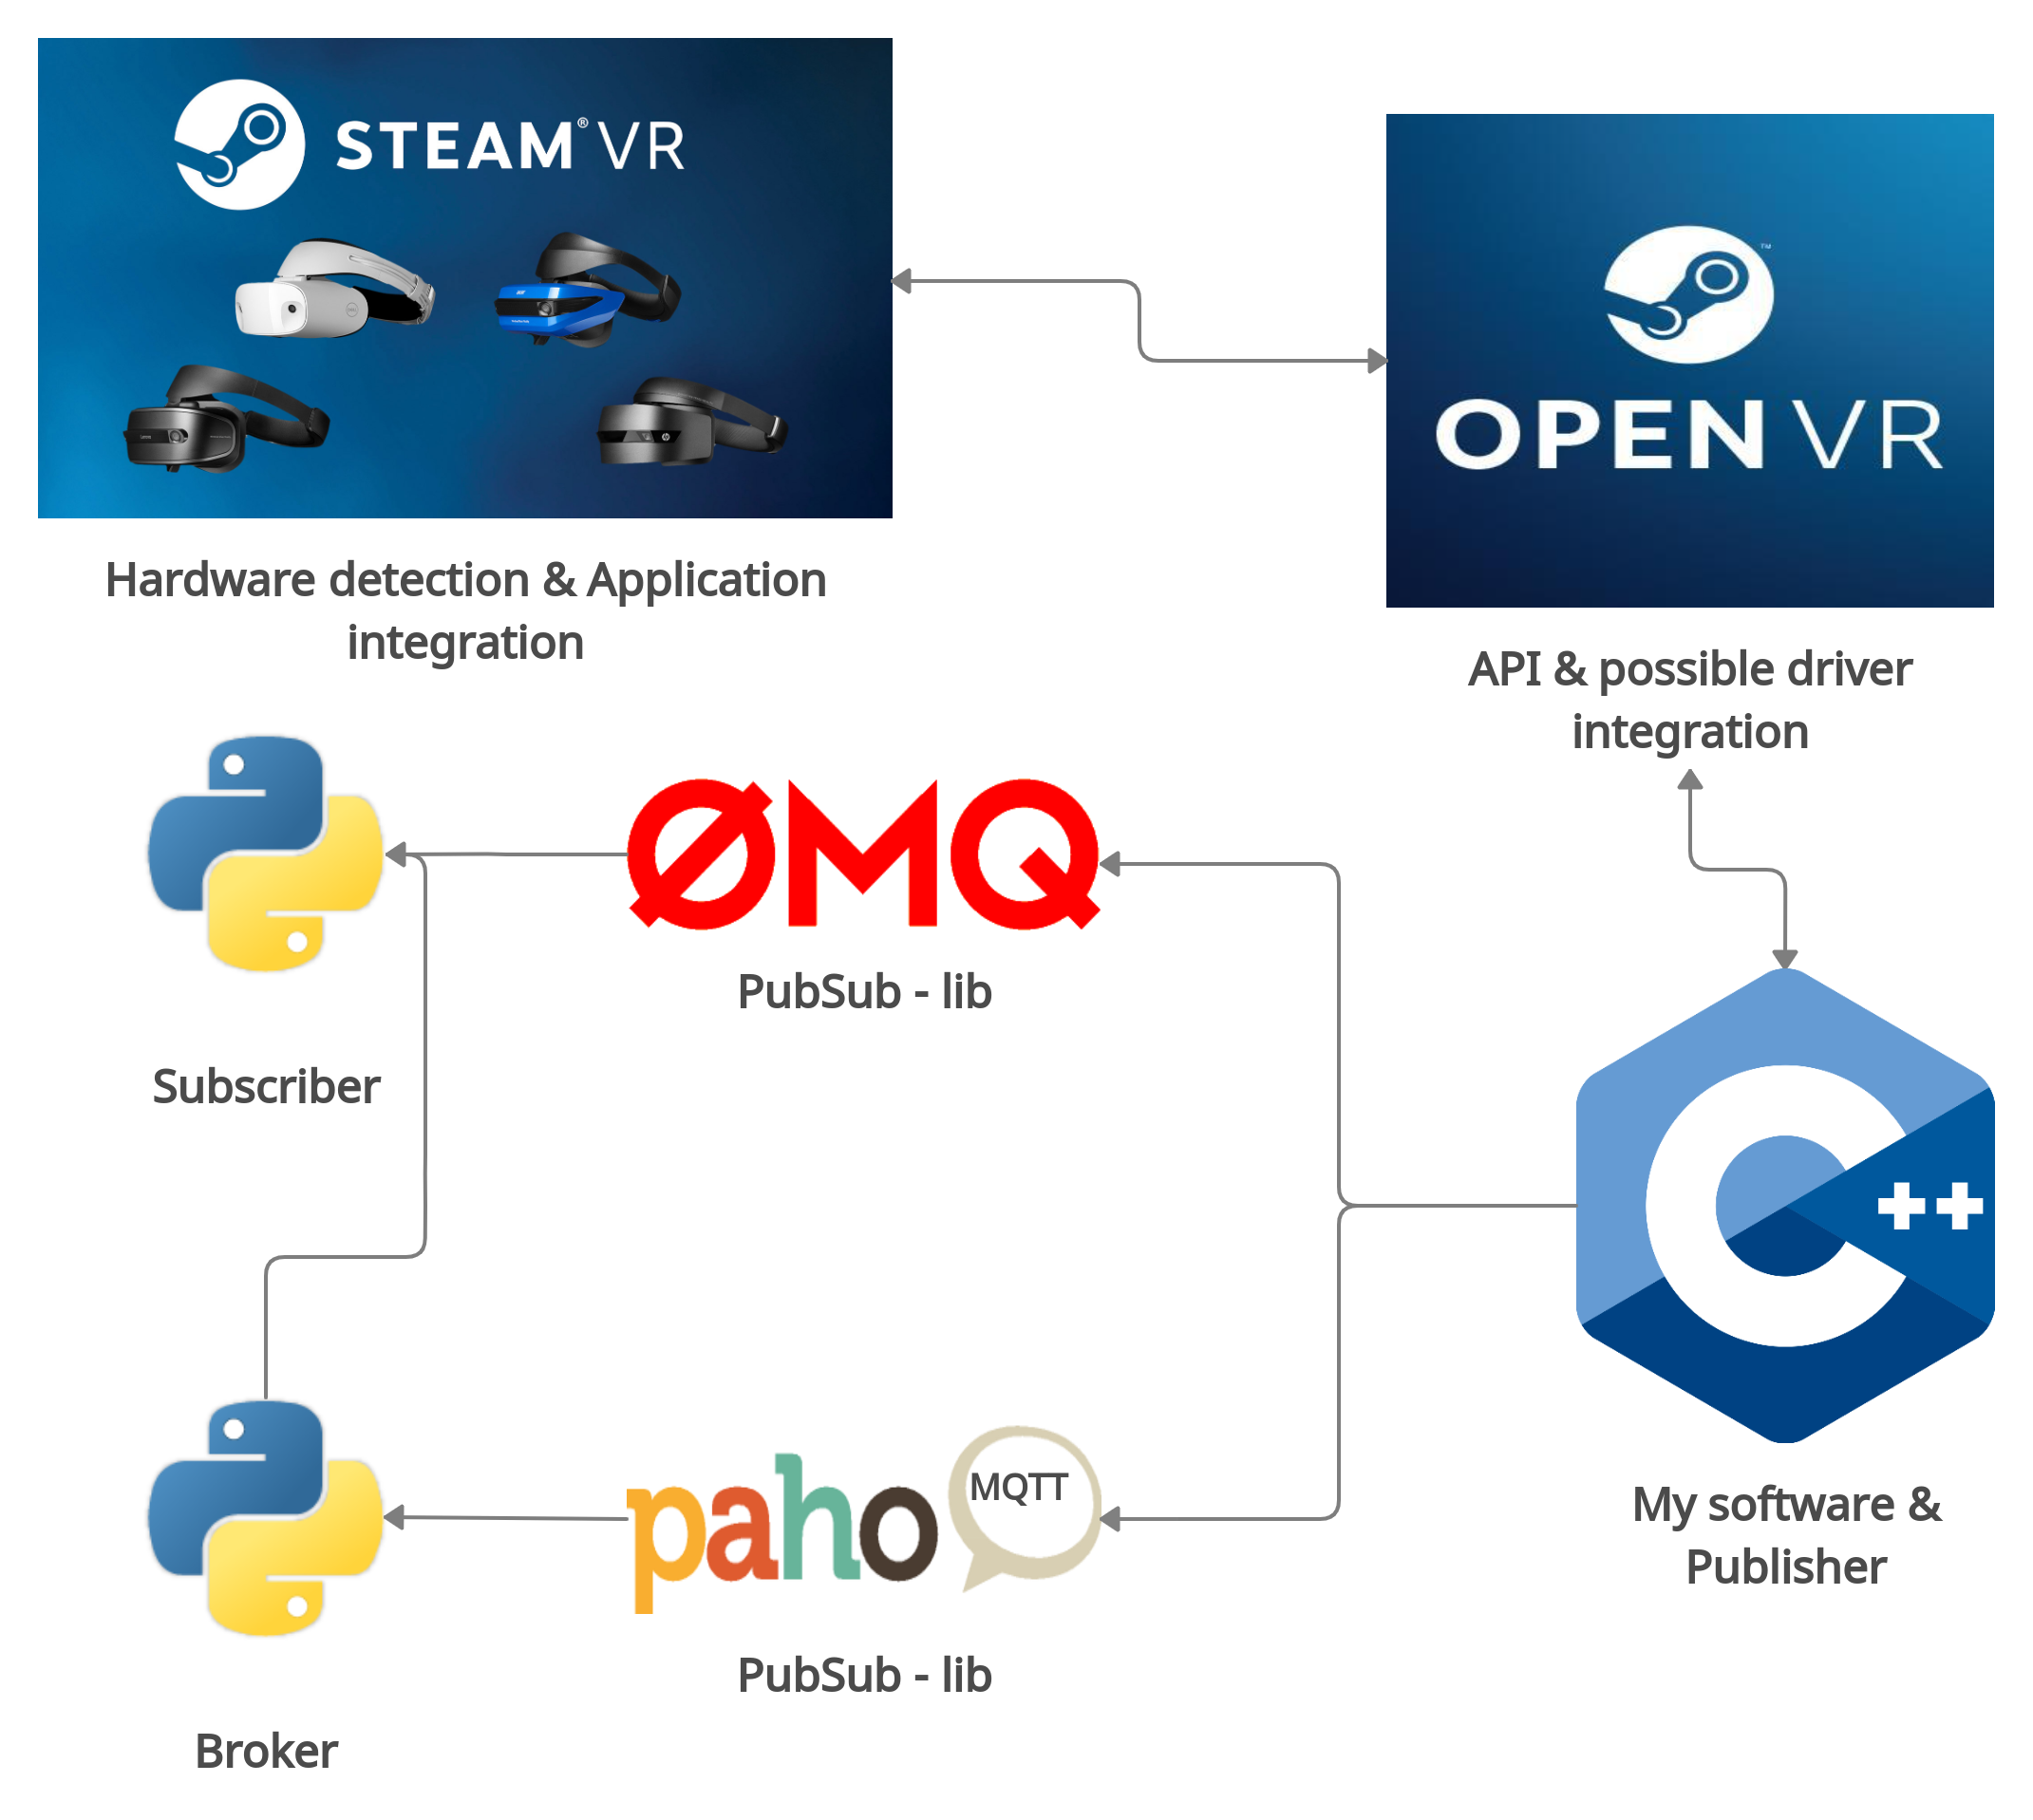 STEAM® VR
OPEN VR™
Hardware detection & Application
integration
API & possible driver
integration
ØMQ
PubSub - lib
Subscriber
C++
MQTT
paho
My software &
Publisher
PubSub - lib
Broker